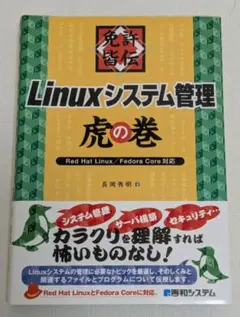 免許
皆伝
Linuxシステム管理
虎の巻
Red Hat Linux／Fedora Core 対応
長岡秀明 著
システム管理
サーバ構築
セキュリティ…
カラクリを理解すれば
怖いものなし!
Linuxシステムの管理に必要なトピックを厳選し、そのしくみと
関連するファイルとプログラムについて伝授します。
Red Hat LinuxとFedora Coreに対応。
秀和システム